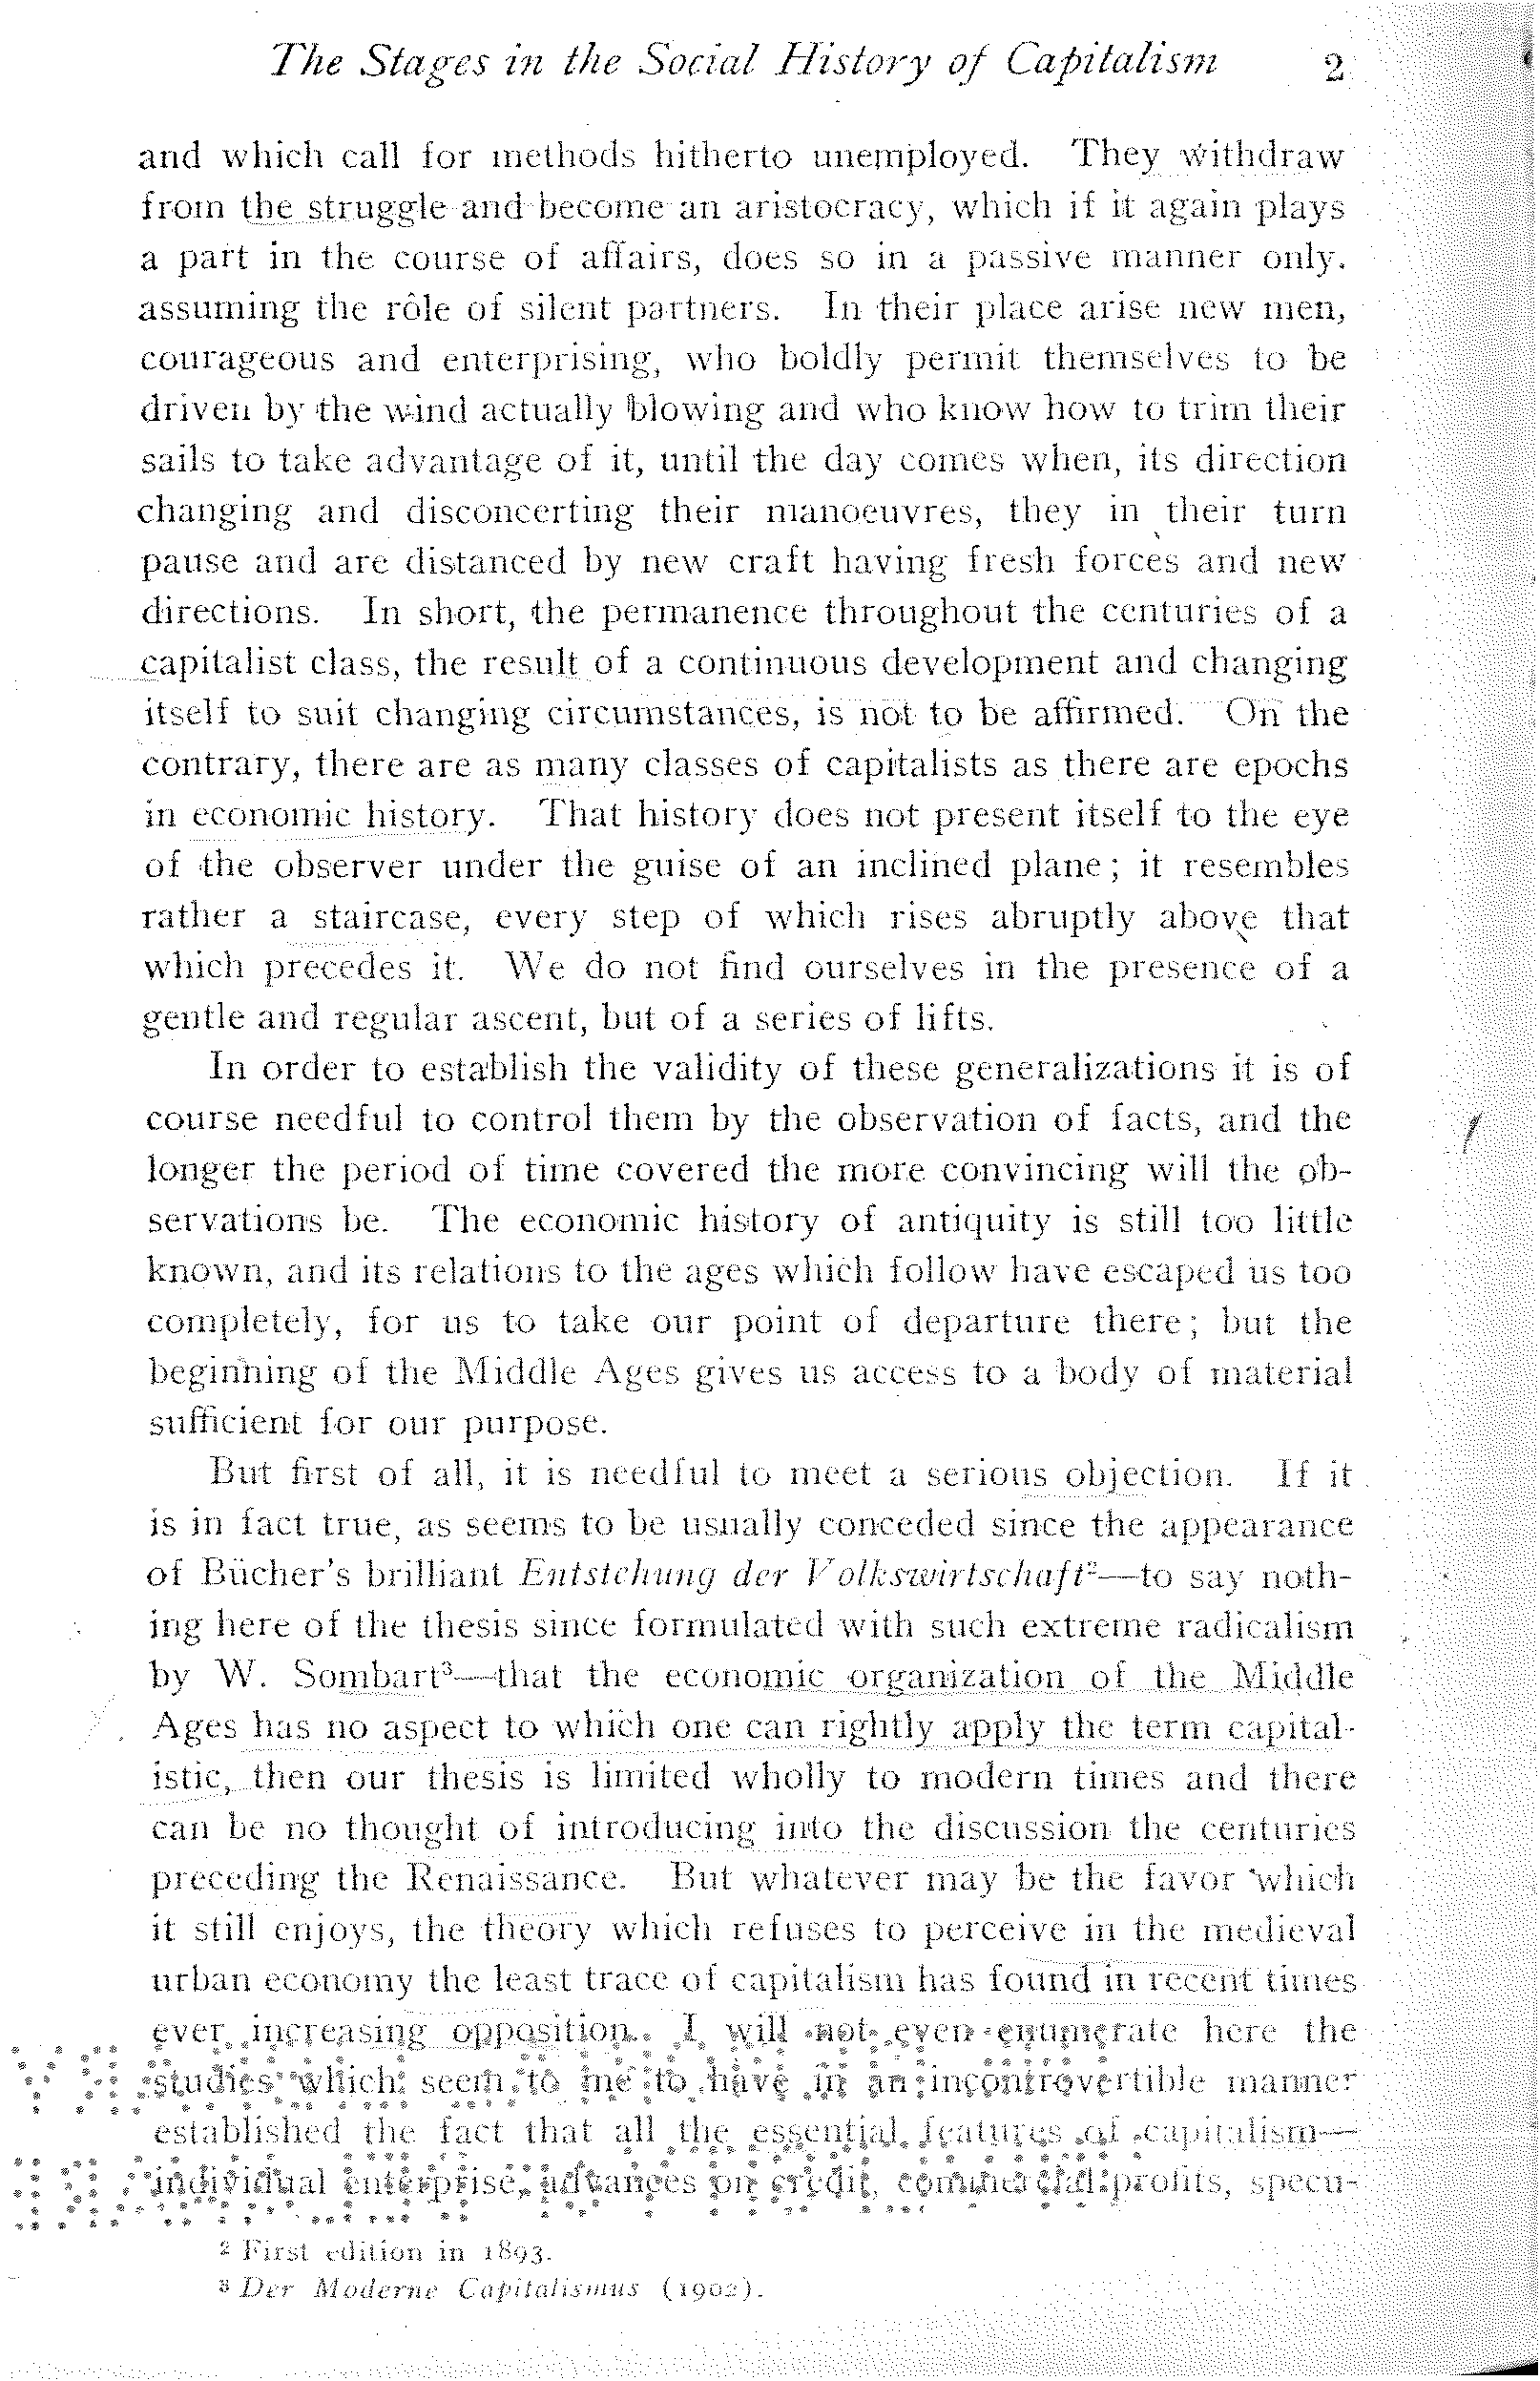 The Stages in the Social History of Capitalism 2
and which call for methods hitherto unemployed. They withdraw
from the struggle and become an aristocracy, which if it again plays
a part in the course of affairs, does so in a passive manner only.
assuming the rôle of silent partners. In their place arise new men,
courageous and enterprising, who boldly permit themselves to be
driven by the wind actually blowing and who know how to trim their
sails to take advantage of it, until the day comes when, its direction
changing and disconcerting their manoeuvres, they in their turn
pause and are distanced by new craft having fresh forces and new
directions. In short, the permanence throughout the centuries of a
capitalist class, the result of a continuous development and changing
itself to suit changing circumstances, is not to be affirmed. On the
contrary, there are as many classes of capitalists as there are epochs
in economic history. That history does not present itself to the eye
of the observer under the guise of an inclined plane; it resembles
rather a staircase, every step of which rises abruptly above that
which precedes it. We do not find ourselves in the presence of a
gentle and regular ascent, but of a series of lifts.
In order to establish the validity of these generalizations it is of
course needful to control them by the observation of facts, and the
longer the period of time covered the more convincing will the ob-
servations be. The economic history of antiquity is still too little
known, and its relations to the ages which follow have escaped us too
completely, for us to take our point of departure there; but the
beginning of the Middle Ages gives us access to a body of material
sufficient for our purpose.
But first of all, it is needful to meet a serious objection. If it
is in fact true, as seems to be usually conceded since the appearance
of Bücher's brilliant Entstehung der Volkswirtschaft²—to say noth-
ing here of the thesis since formulated with such extreme radicalism
by W. Sombart³—that the economic organization of the Middle
Ages has no aspect to which one can rightly apply the term capital-
istic, then our thesis is limited wholly to modern times and there
can be no thought of introducing into the discussion the centuries
preceding the Renaissance. But whatever may be the favor which
it still enjoys, the theory which refuses to perceive in the medieval
urban economy the least trace of capitalism has found in recent times
ever increasing opposition. I will not even enumerate here the
studies which seem to me to have in an incontrovertible manner
established the fact that all the essential features of capitalism—
individual enterprise, advances on credit, commercial profits, specu-
² First edition in 1893.
³ Der Moderne Capitalismus (1902).